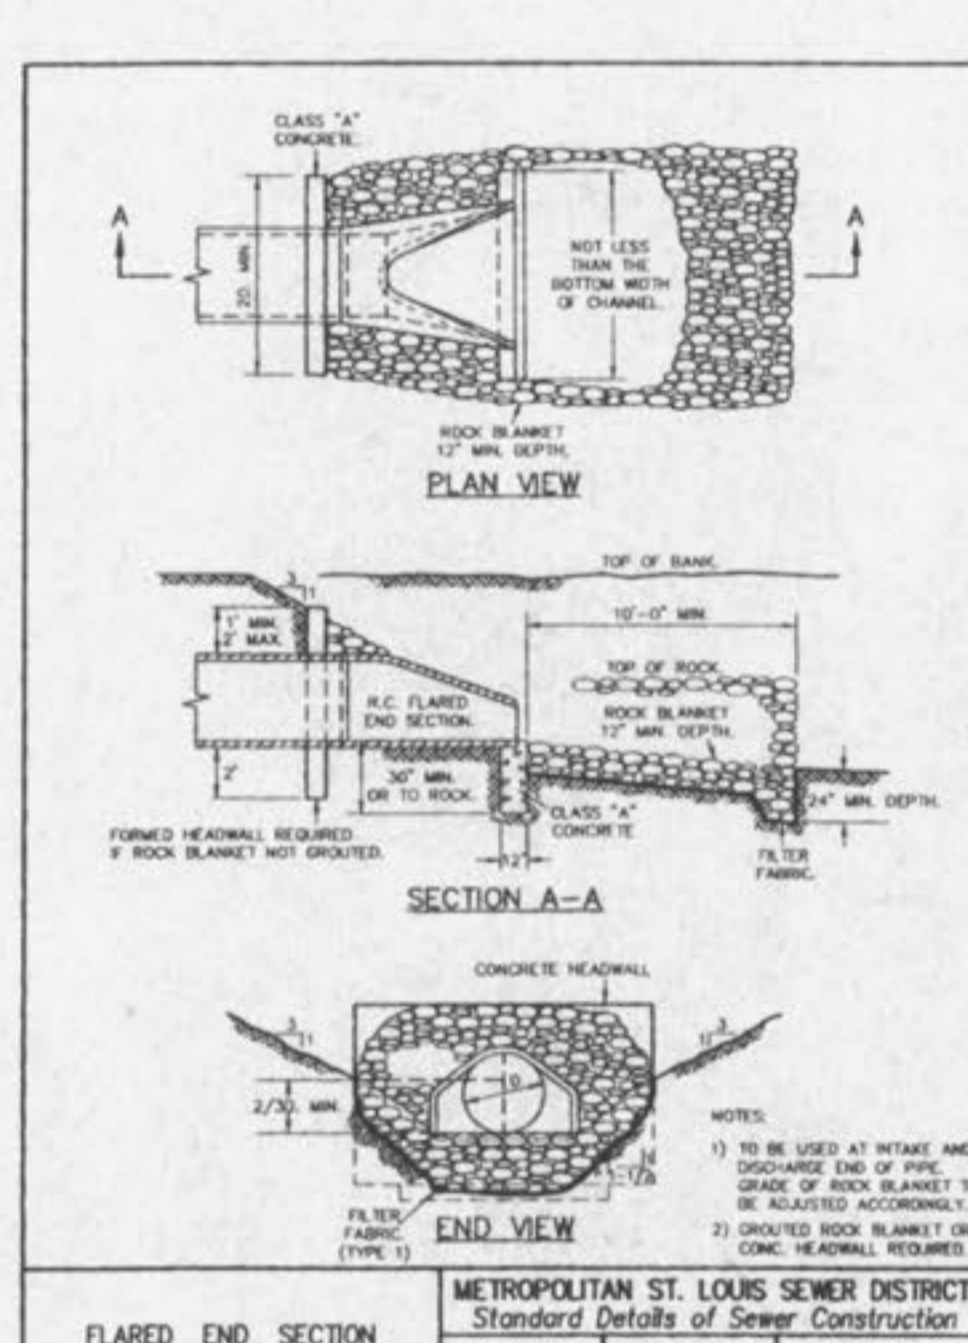 CLASS "A"
CONCRETE.
A
A
2D. MIN.
NOT LESS
THAN THE
BOTTOM WIDTH
OF CHANNEL.
ROCK BLANKET
12" MIN. DEPTH.
PLAN VIEW
TOP OF BANK.
3
1
10'-0" MIN.
1' MIN.
2' MAX.
TOP OF ROCK.
R.C. FLARED
END SECTION.
ROCK BLANKET
12" MIN. DEPTH.
2'
30" MIN.
OR TO ROCK.
24" MIN. DEPTH.
CLASS "A"
CONCRETE
FORMED HEADWALL REQUIRED
IF ROCK BLANKET NOT GROUTED.
12"
FILTER
FABRIC.
SECTION A-A
CONCRETE HEADWALL
3
1
3
1
D
2/3D. MIN.
FILTER
FABRIC.
(TYPE 1)
END VIEW
NOTES:
1) TO BE USED AT INTAKE AND
DISCHARGE END OF PIPE.
GRADE OF ROCK BLANKET T
BE ADJUSTED ACCORDINGLY.
2) GROUTED ROCK BLANKET OR
CONC. HEADWALL REQUIRED.
METROPOLITAN ST. LOUIS SEWER DISTRICT
Standard Details of Sewer Construction
FLARED END SECTION